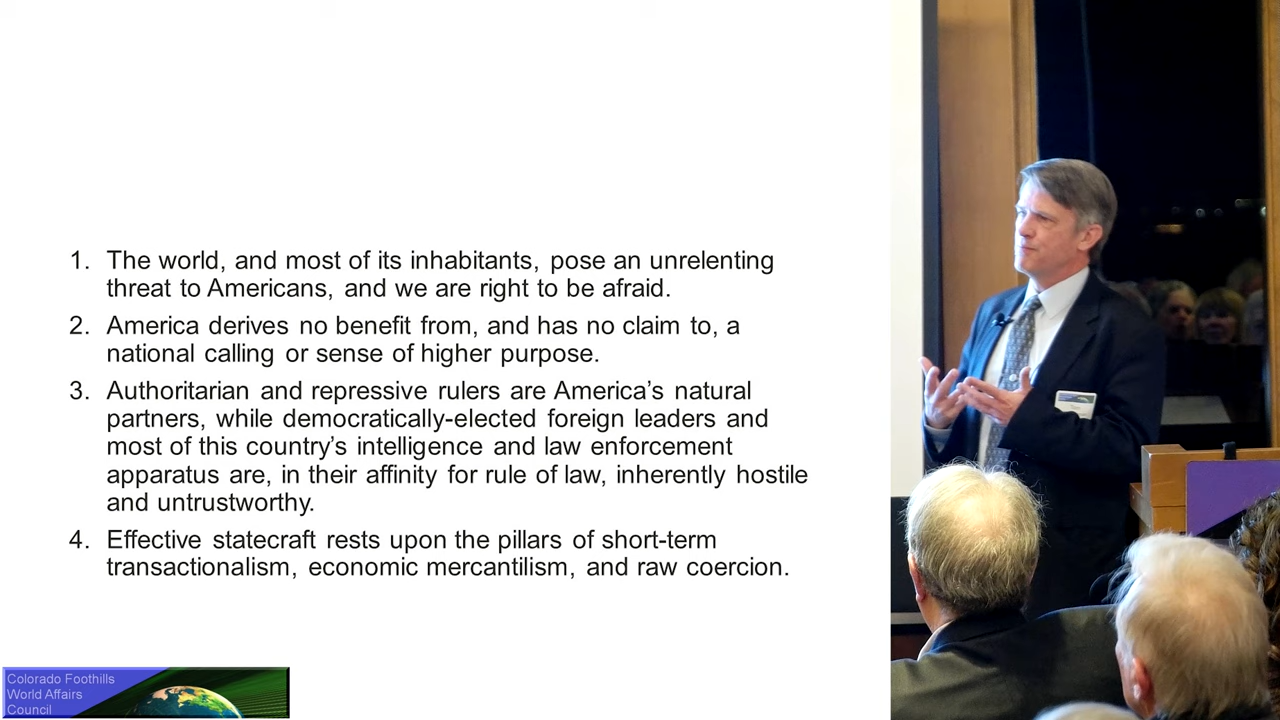 1. The world, and most of its inhabitants, pose an unrelenting
threat to Americans, and we are right to be afraid.
2. America derives no benefit from, and has no claim to, a
national calling or sense of higher purpose.
3. Authoritarian and repressive rulers are America’s natural
partners, while democratically-elected foreign leaders and
most of this country’s intelligence and law enforcement
apparatus are, in their affinity for rule of law, inherently hostile
and untrustworthy.
4. Effective statecraft rests upon the pillars of short-term
transactionalism, economic mercantilism, and raw coercion.
Colorado Foothills
World Affairs
Council